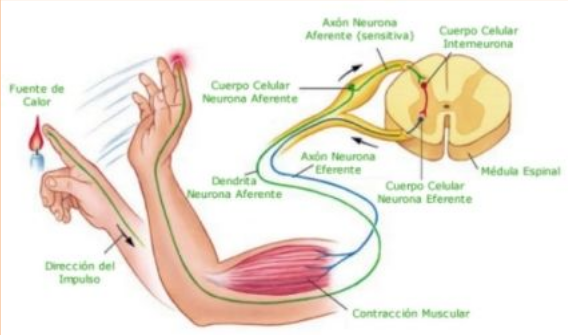 Axón Neurona
Aferente (sensitiva)
Cuerpo Celular
Interneurona
Fuente de
Calor
Cuerpo Celular
Neurona Aferente
Axón Neurona
Eferente
Médula Espinal
Dendrita
Neurona Aferente
Cuerpo Celular
Neurona Eferente
Dirección del
Impulso
Contracción Muscular